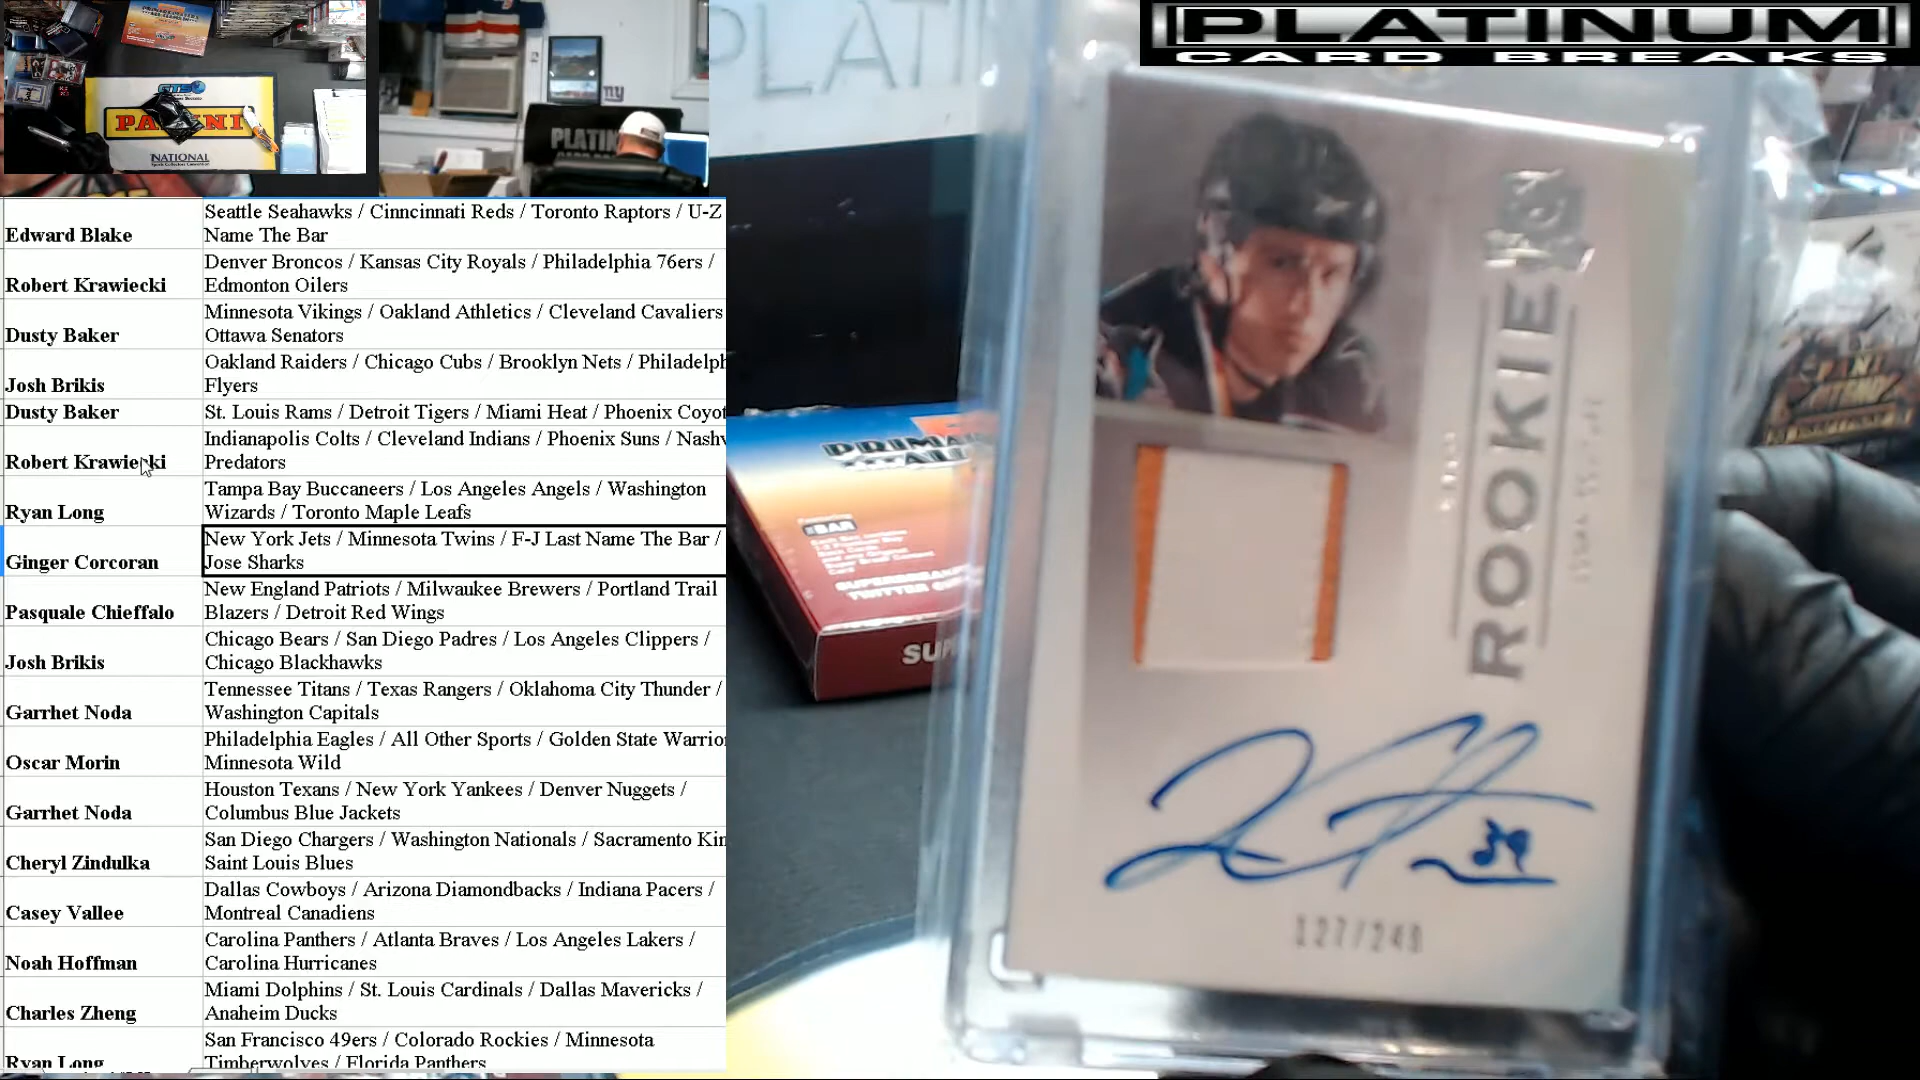 PLATINUM
CARD BREAKS
PANINI
NATIONAL
PLATINUM
Edward Blake
Seattle Seahawks / Cinncinnati Reds / Toronto Raptors / U-Z
Name The Bar
Robert Krawiecki
Denver Broncos / Kansas City Royals / Philadelphia 76ers /
Edmonton Oilers
Dusty Baker
Minnesota Vikings / Oakland Athletics / Cleveland Cavaliers
Ottawa Senators
Josh Brikis
Oakland Raiders / Chicago Cubs / Brooklyn Nets / Philadelph
Flyers
Dusty Baker
St. Louis Rams / Detroit Tigers / Miami Heat / Phoenix Coyot
Robert Krawiecki
Indianapolis Colts / Cleveland Indians / Phoenix Suns / Nashv
Predators
Ryan Long
Tampa Bay Buccaneers / Los Angeles Angels / Washington
Wizards / Toronto Maple Leafs
Ginger Corcoran
New York Jets / Minnesota Twins / F-J Last Name The Bar /
Jose Sharks
Pasquale Chieffalo
New England Patriots / Milwaukee Brewers / Portland Trail
Blazers / Detroit Red Wings
Josh Brikis
Chicago Bears / San Diego Padres / Los Angeles Clippers /
Chicago Blackhawks
Garrhet Noda
Tennessee Titans / Texas Rangers / Oklahoma City Thunder /
Washington Capitals
Oscar Morin
Philadelphia Eagles / All Other Sports / Golden State Warrio
Minnesota Wild
Garrhet Noda
Houston Texans / New York Yankees / Denver Nuggets /
Columbus Blue Jackets
Cheryl Zindulka
San Diego Chargers / Washington Nationals / Sacramento Kin
Saint Louis Blues
Casey Vallee
Dallas Cowboys / Arizona Diamondbacks / Indiana Pacers /
Montreal Canadiens
Noah Hoffman
Carolina Panthers / Atlanta Braves / Los Angeles Lakers /
Carolina Hurricanes
Charles Zheng
Miami Dolphins / St. Louis Cardinals / Dallas Mavericks /
Anaheim Ducks
Ryan Long
San Francisco 49ers / Colorado Rockies / Minnesota
Timberwolves / Florida Panthers
ROOKIE
39
127/249